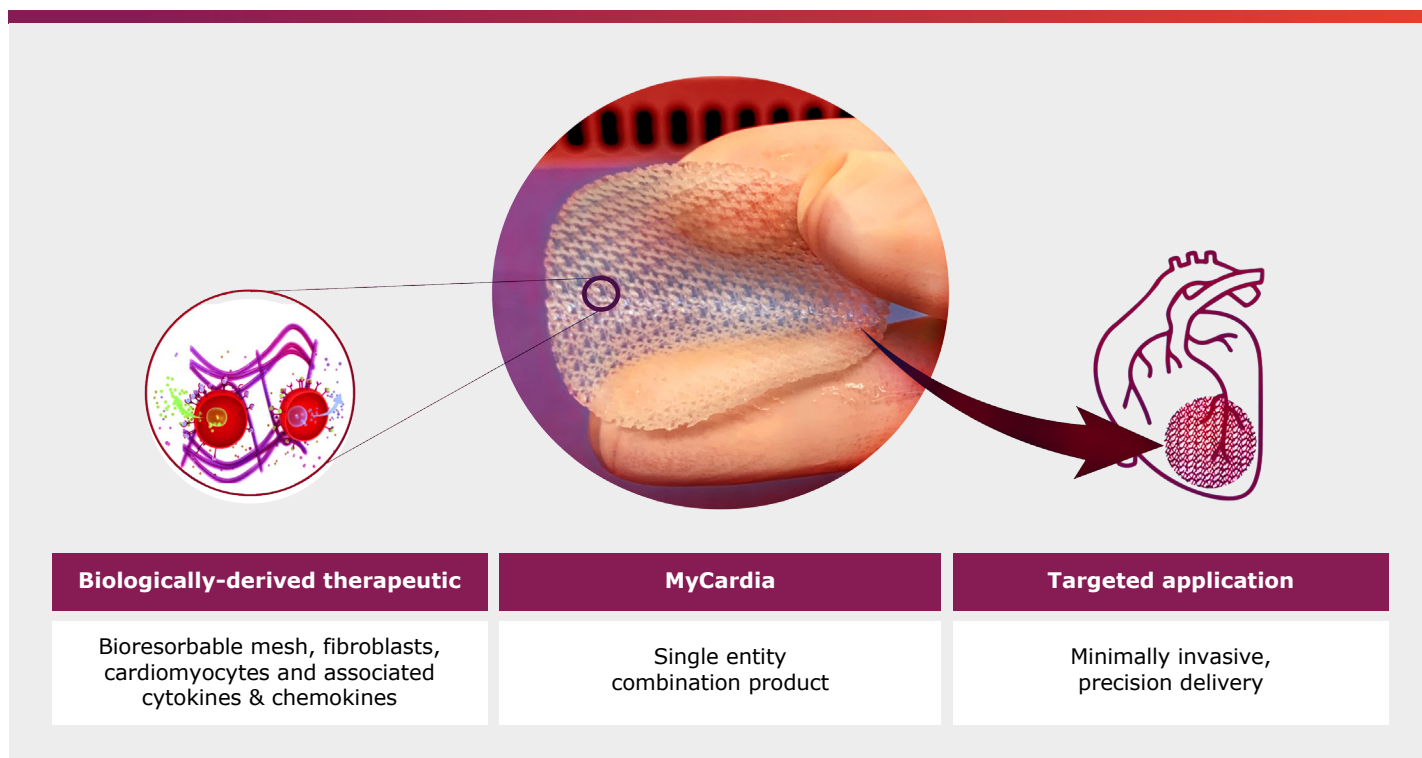 Biologically-derived therapeutic
MyCardia
Targeted application
Bioresorbable mesh, fibroblasts,
cardiomyocytes and associated
cytokines & chemokines
Single entity
combination product
Minimally invasive,
precision delivery